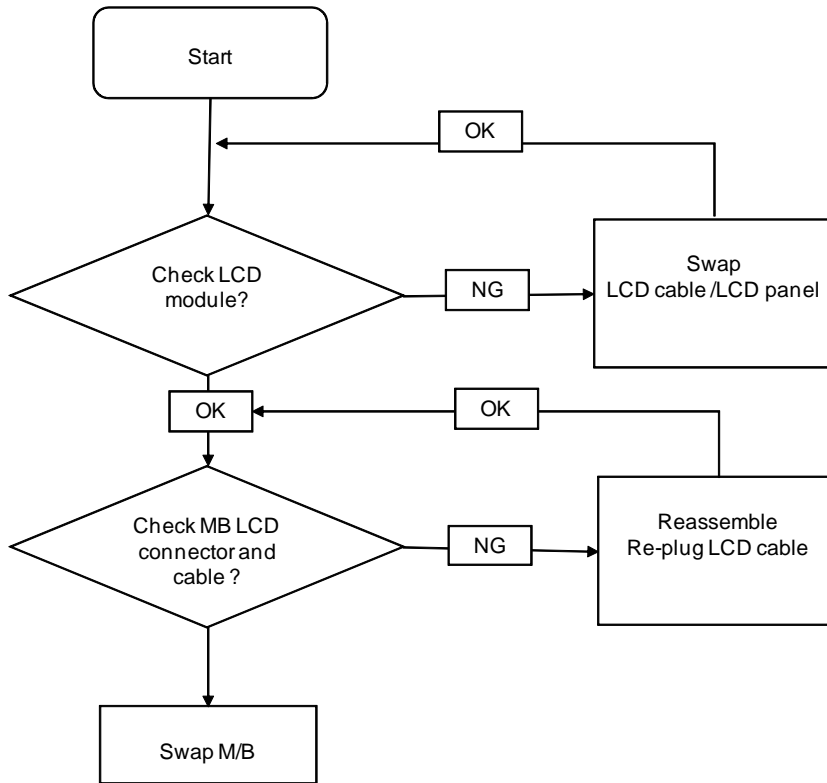 Start
OK
Check LCD
module?
NG
Swap
LCD cable /LCD panel
OK
OK
Check MB LCD
connector and
cable ?
NG
Reassemble
Re-plug LCD cable
Swap M/B